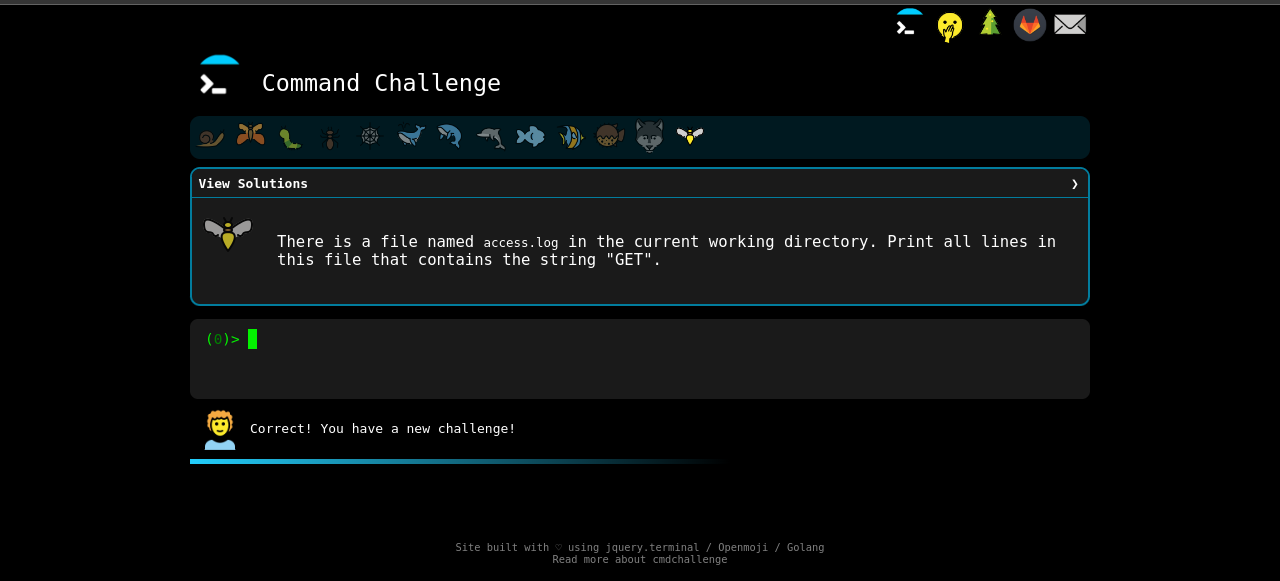 Command Challenge
View Solutions ❯
There is a file named access.log in the current working directory. Print all lines in
this file that contains the string "GET".
(0)>
Correct! You have a new challenge!
Site built with ♡ using jquery.terminal / Openmoji / Golang
Read more about cmdchallenge